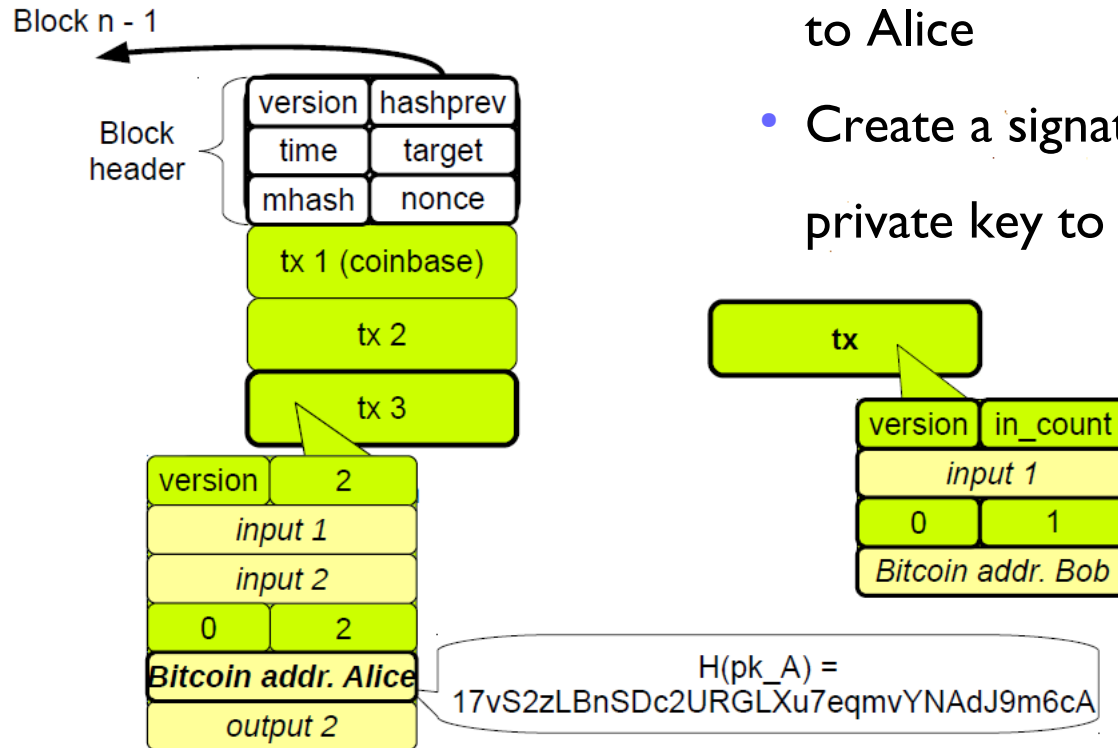 Block n - 1
to Alice
Create a signat
private key to
Block
header
version hashprev
time target
mhash nonce
tx 1 (coinbase)
tx 2
tx 3
version 2
input 1
input 2
0 2
Bitcoin addr. Alice
output 2
tx
version in_count
input 1
0 1
Bitcoin addr. Bob
H(pk_A) =
17vS2zLBnSDc2URGLXu7eqmvYNAdJ9m6cA